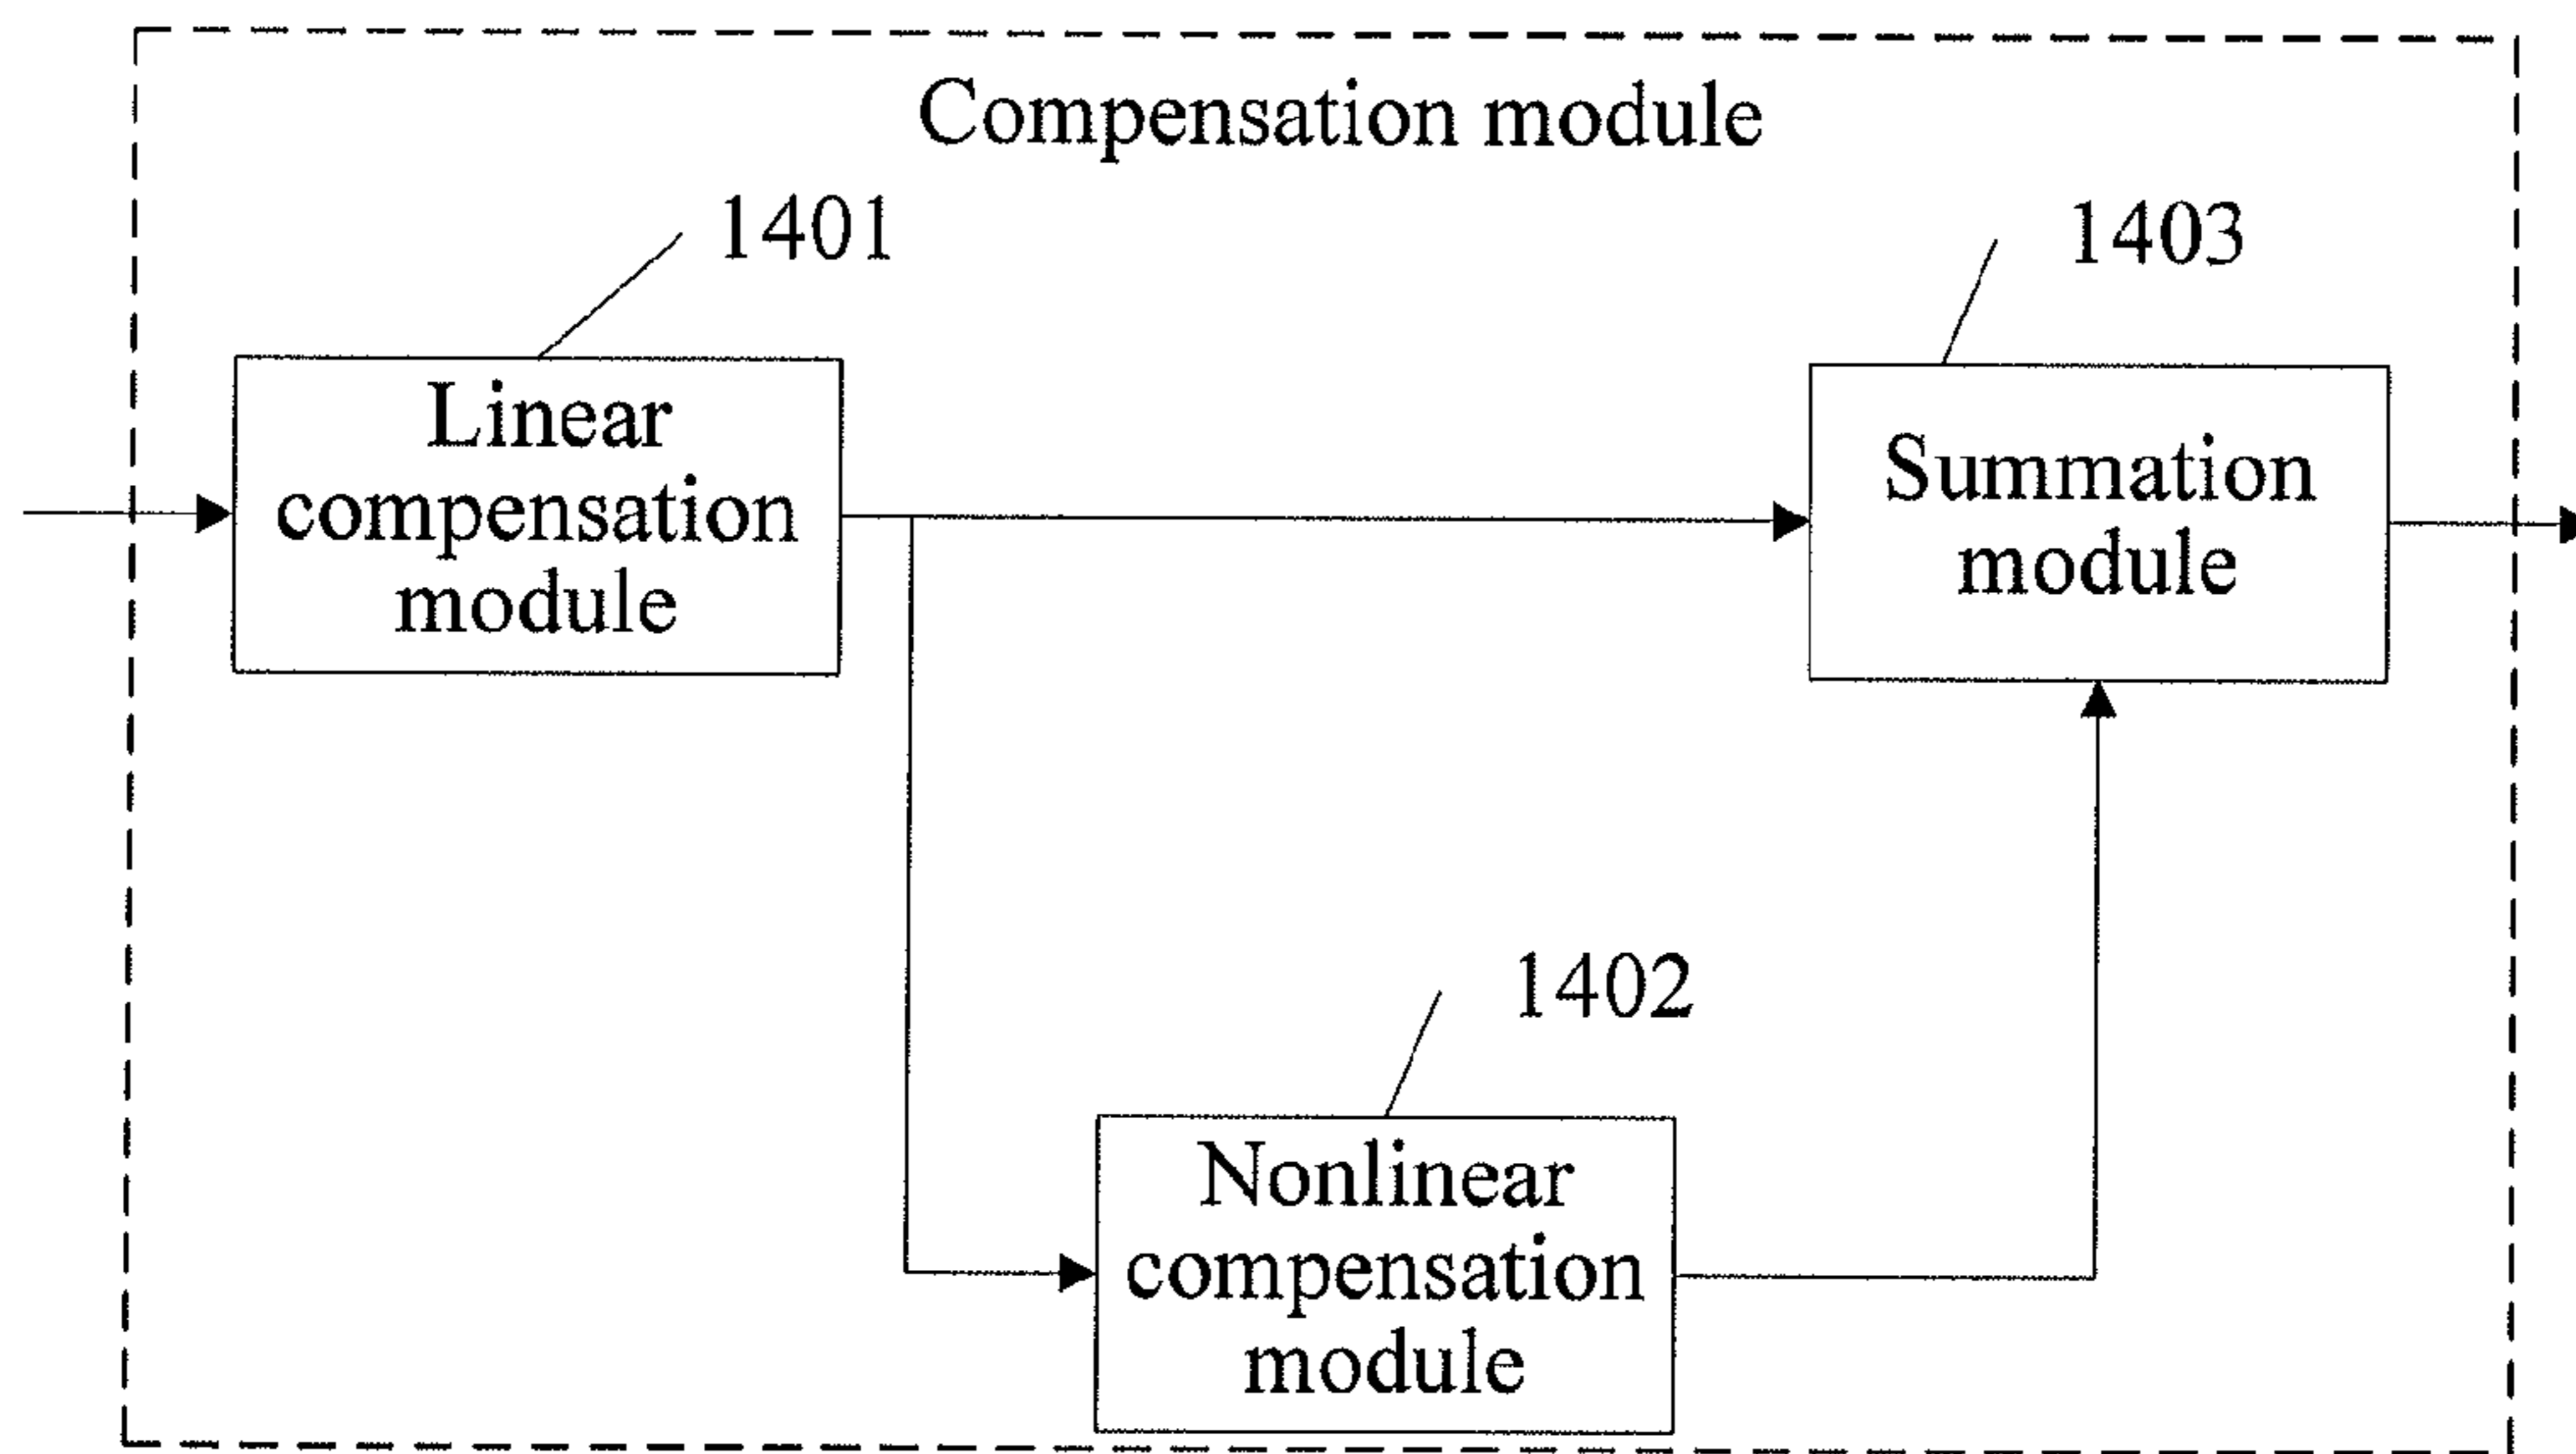 Compensation module
1401
1403
Linear
compensation
module
Summation
module
1402
Nonlinear
compensation
module